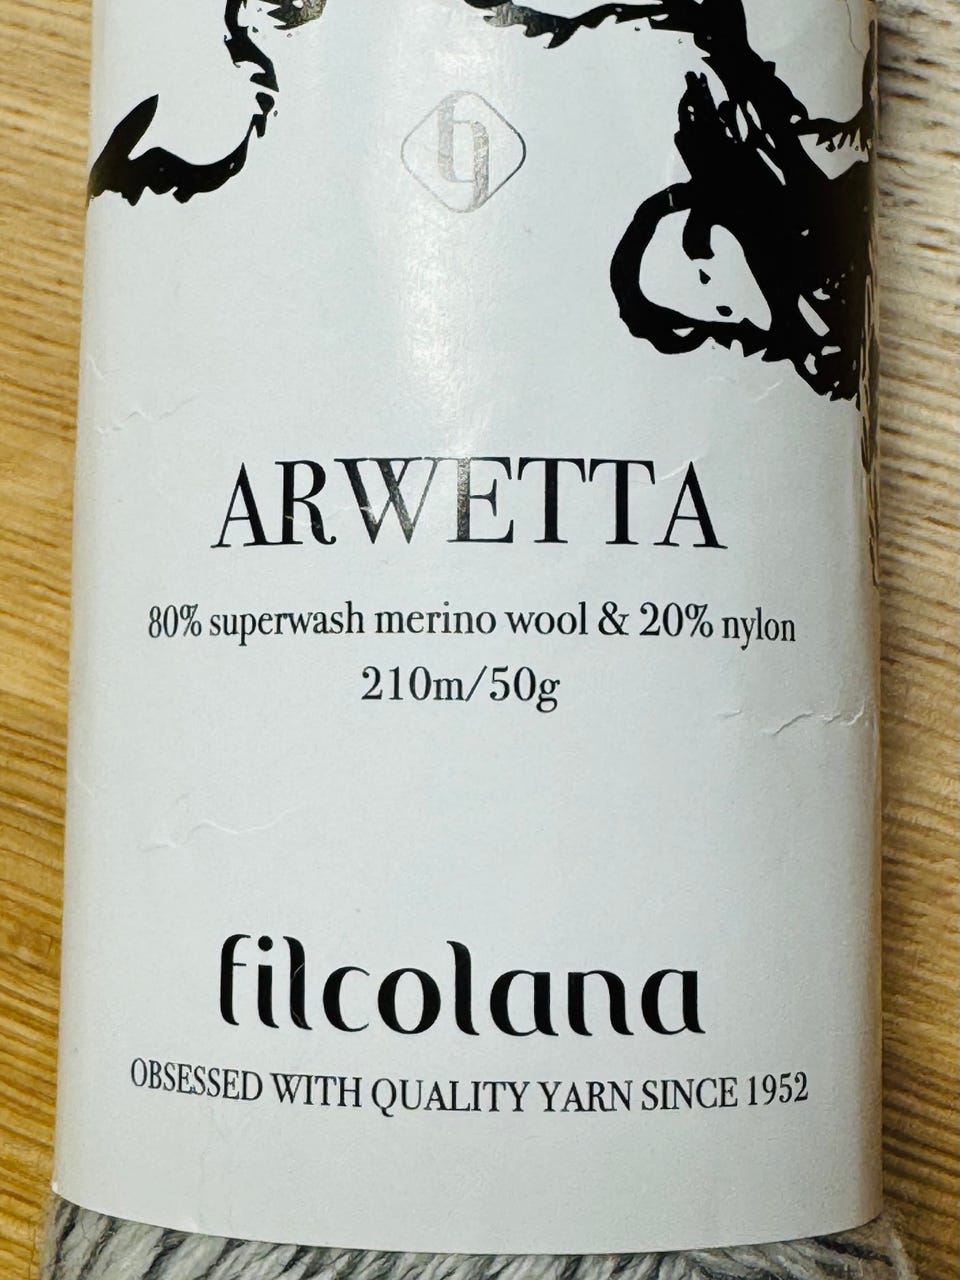 ARWETTA
80% superwash merino wool & 20% nylon
210m/50g
filcolana
OBSESSED WITH QUALITY YARN SINCE 1952